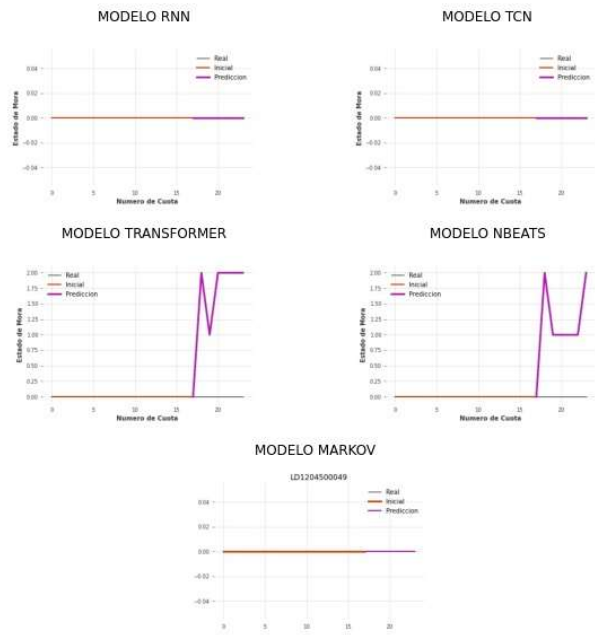 MODELO RNN
MODELO TCN
Real
Inicial
Prediccion
Estado de Mora
0.04
0.02
0.00
−0.02
−0.04
0 5 10 15 20
Numero de Cuota
Real
Inicial
Prediccion
Estado de Mora
0.04
0.02
0.00
−0.02
−0.04
0 5 10 15 20
Numero de Cuota
MODELO TRANSFORMER
MODELO NBEATS
Real
Inicial
Prediccion
Estado de Mora
2.00
1.75
1.50
1.25
1.00
0.75
0.50
0.25
0.00
0 5 10 15 20
Numero de Cuota
Real
Inicial
Prediccion
Estado de Mora
2.00
1.75
1.50
1.25
1.00
0.75
0.50
0.25
0.00
0 5 10 15 20
Numero de Cuota
MODELO MARKOV
LD1204500049
Real
Inicial
Prediccion
0.04
0.02
0.00
−0.02
−0.04
0 5 10 15 20